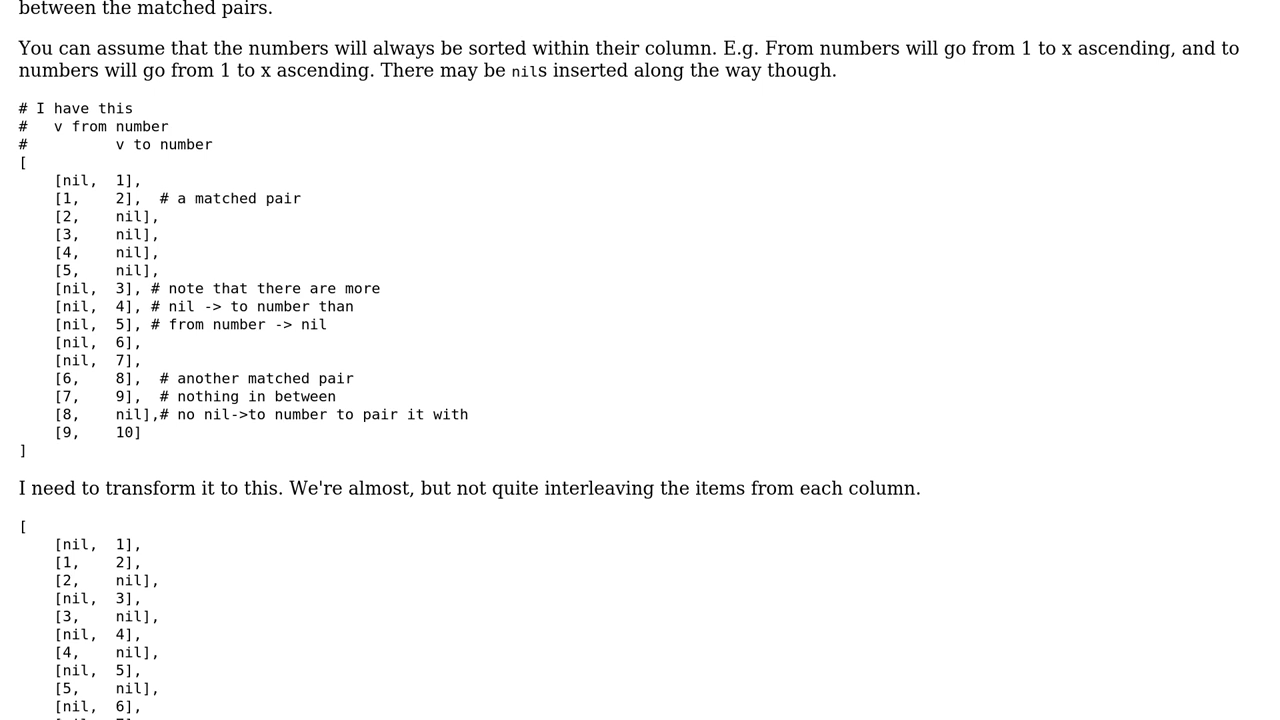 between the matched pairs.
You can assume that the numbers will always be sorted within their column. E.g. From numbers will go from 1 to x ascending, and to
numbers will go from 1 to x ascending. There may be nils inserted along the way though.
# I have this
#   v from number
#          v to number
[
    [nil,  1],
    [1,    2],  # a matched pair
    [2,    nil],
    [3,    nil],
    [4,    nil],
    [5,    nil],
    [nil,  3], # note that there are more
    [nil,  4], # nil -> to number than
    [nil,  5], # from number -> nil
    [nil,  6],
    [nil,  7],
    [6,    8],  # another matched pair
    [7,    9],  # nothing in between
    [8,    nil],# no nil->to number to pair it with
    [9,    10]
]
I need to transform it to this. We're almost, but not quite interleaving the items from each column.
[
    [nil,  1],
    [1,    2],
    [2,    nil],
    [nil,  3],
    [3,    nil],
    [nil,  4],
    [4,    nil],
    [nil,  5],
    [5,    nil],
    [nil,  6],